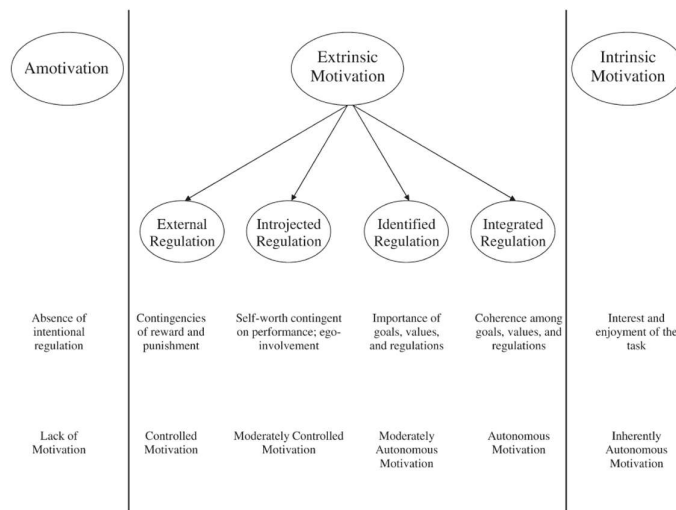 Amotivation
Extrinsic
Motivation
Intrinsic
Motivation
External
Regulation
Introjected
Regulation
Identified
Regulation
Integrated
Regulation
Absence of
intentional
regulation
Contingencies
of reward and
punishment
Self-worth contingent
on performance; ego-
involvement
Importance of
goals, values,
and regulations
Coherence among
goals, values, and
regulations
Interest and
enjoyment of the
task
Lack of
Motivation
Controlled
Motivation
Moderately Controlled
Motivation
Moderately
Autonomous
Motivation
Autonomous
Motivation
Inherently
Autonomous
Motivation